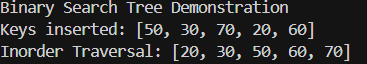 Binary Search Tree Demonstration
Keys inserted: [50, 30, 70, 20, 60]
Inorder Traversal: [20, 30, 50, 60, 70]